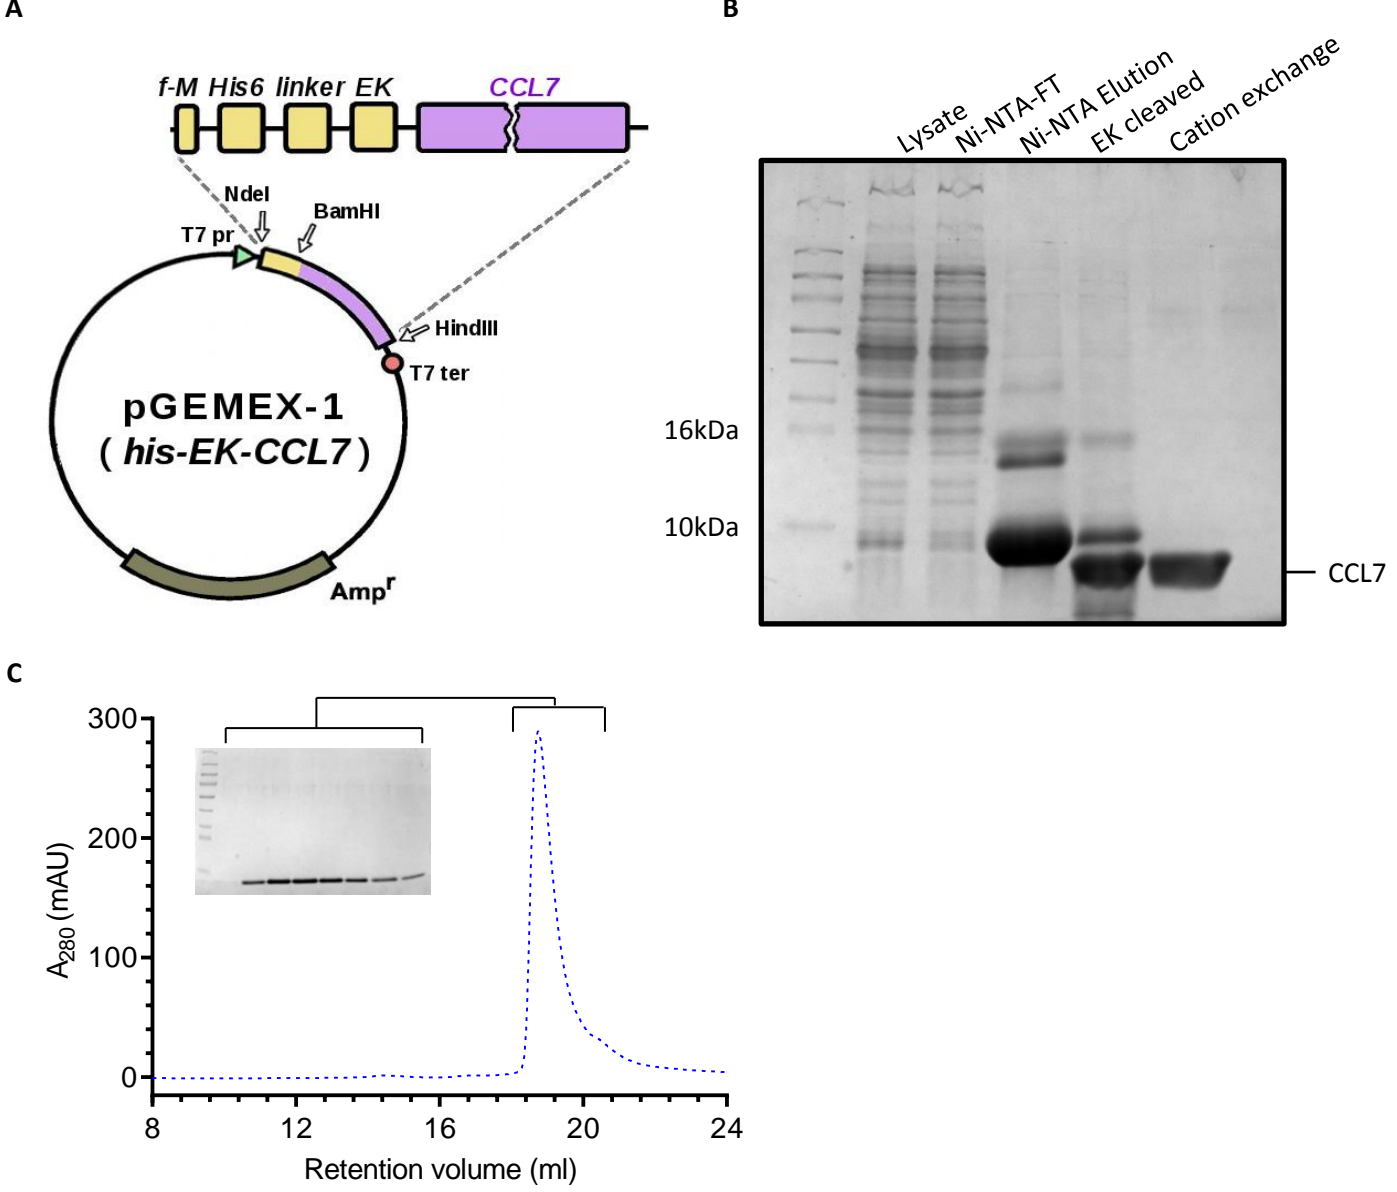 A
f-M His6 linker EK CCL7
NdeI
BamHI
T7 pr
HindIII
T7 ter
pGEMEX-1
( his-EK-CCL7 )
Ampr
B
Lysate
Ni-NTA-FT
Ni-NTA Elution
EK cleaved
Cation exchange
16kDa
10kDa
CCL7
C
300
200
100
0
A280 (mAU)
8 12 16 20 24
Retention volume (ml)